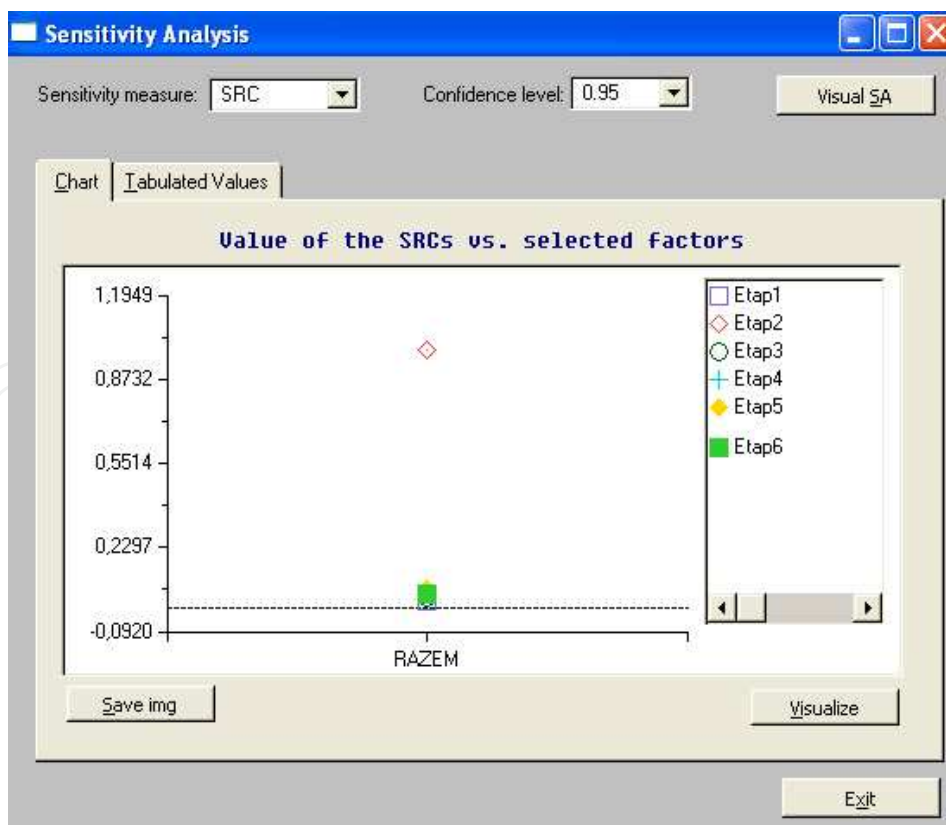 Sensitivity Analysis
Sensitivity measure: SRC Confidence level: 0.95 Visual SA
Chart Tabulated Values
Value of the SRCs vs. selected factors
1,1949
0,8732
0,5514
0,2297
-0,0920
RAZEM
Etap1
Etap2
Etap3
Etap4
Etap5
Etap6
Save img Visualize
Exit